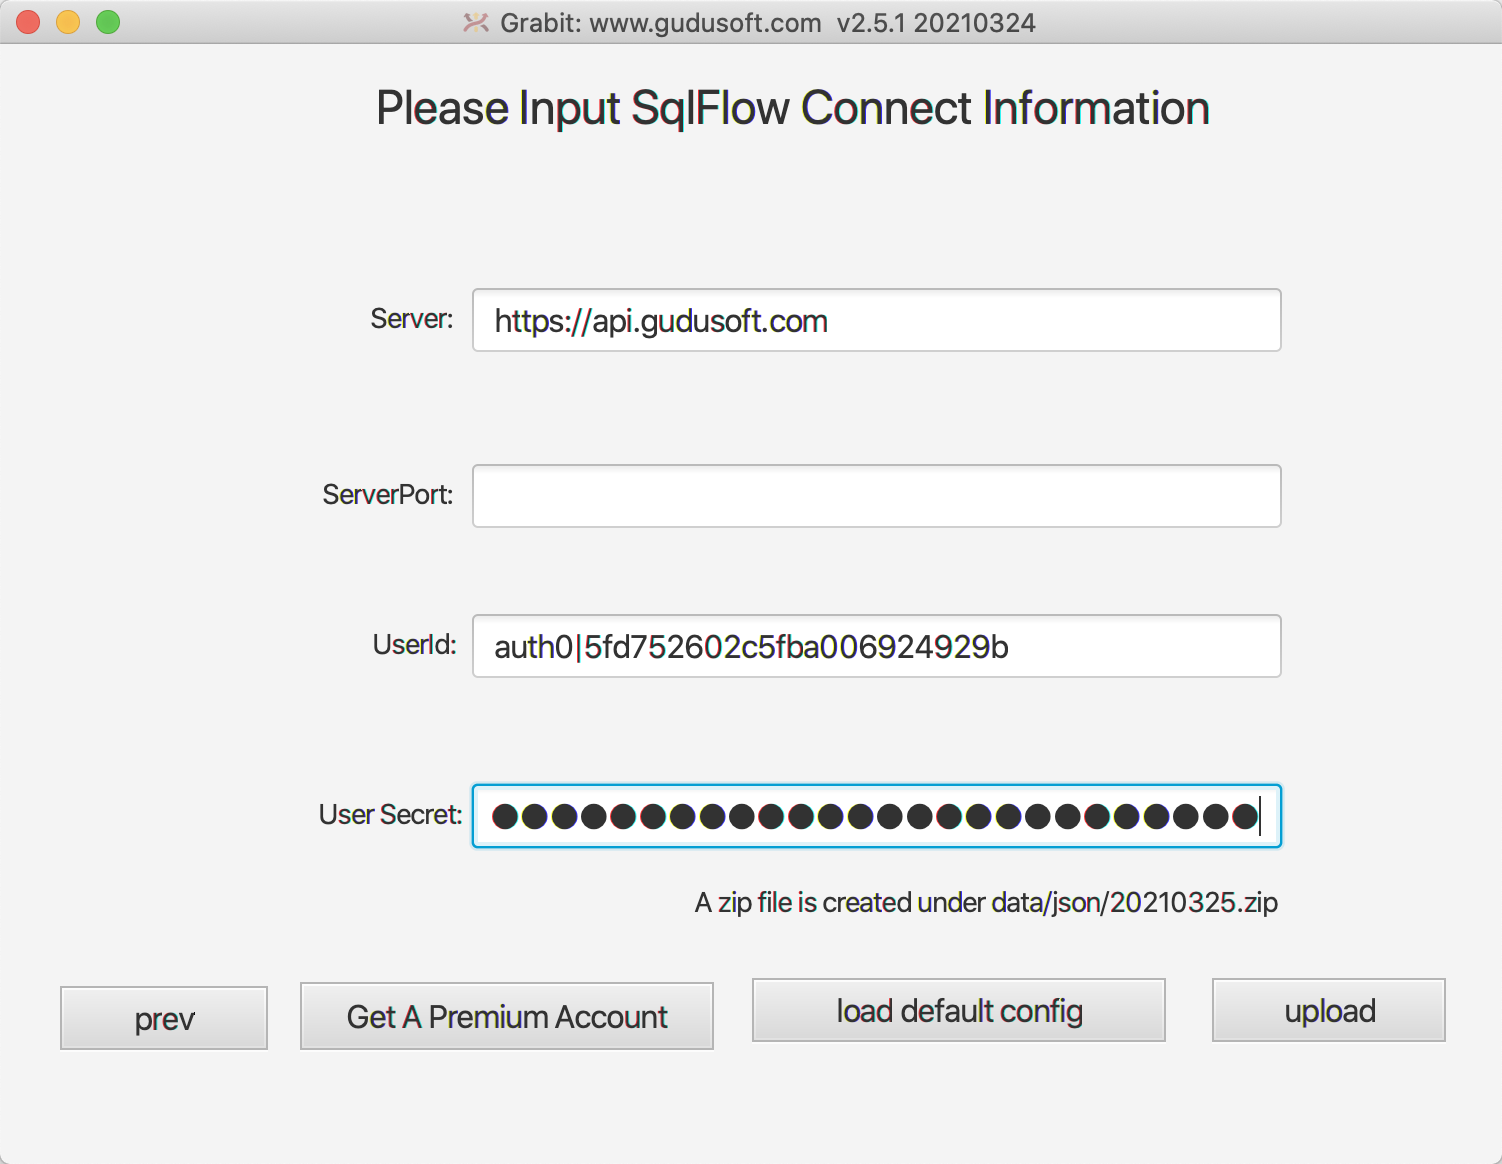 Grabit: www.gudusoft.com v2.5.1 20210324
Please Input SqlFlow Connect Information
Server: https://api.gudusoft.com
ServerPort:
UserId: auth0|5fd752602c5fba006924929b
User Secret: ●●●●●●●●●●●●●●●●●●●●●●●●●●
A zip file is created under data/json/20210325.zip
prev Get A Premium Account load default config upload